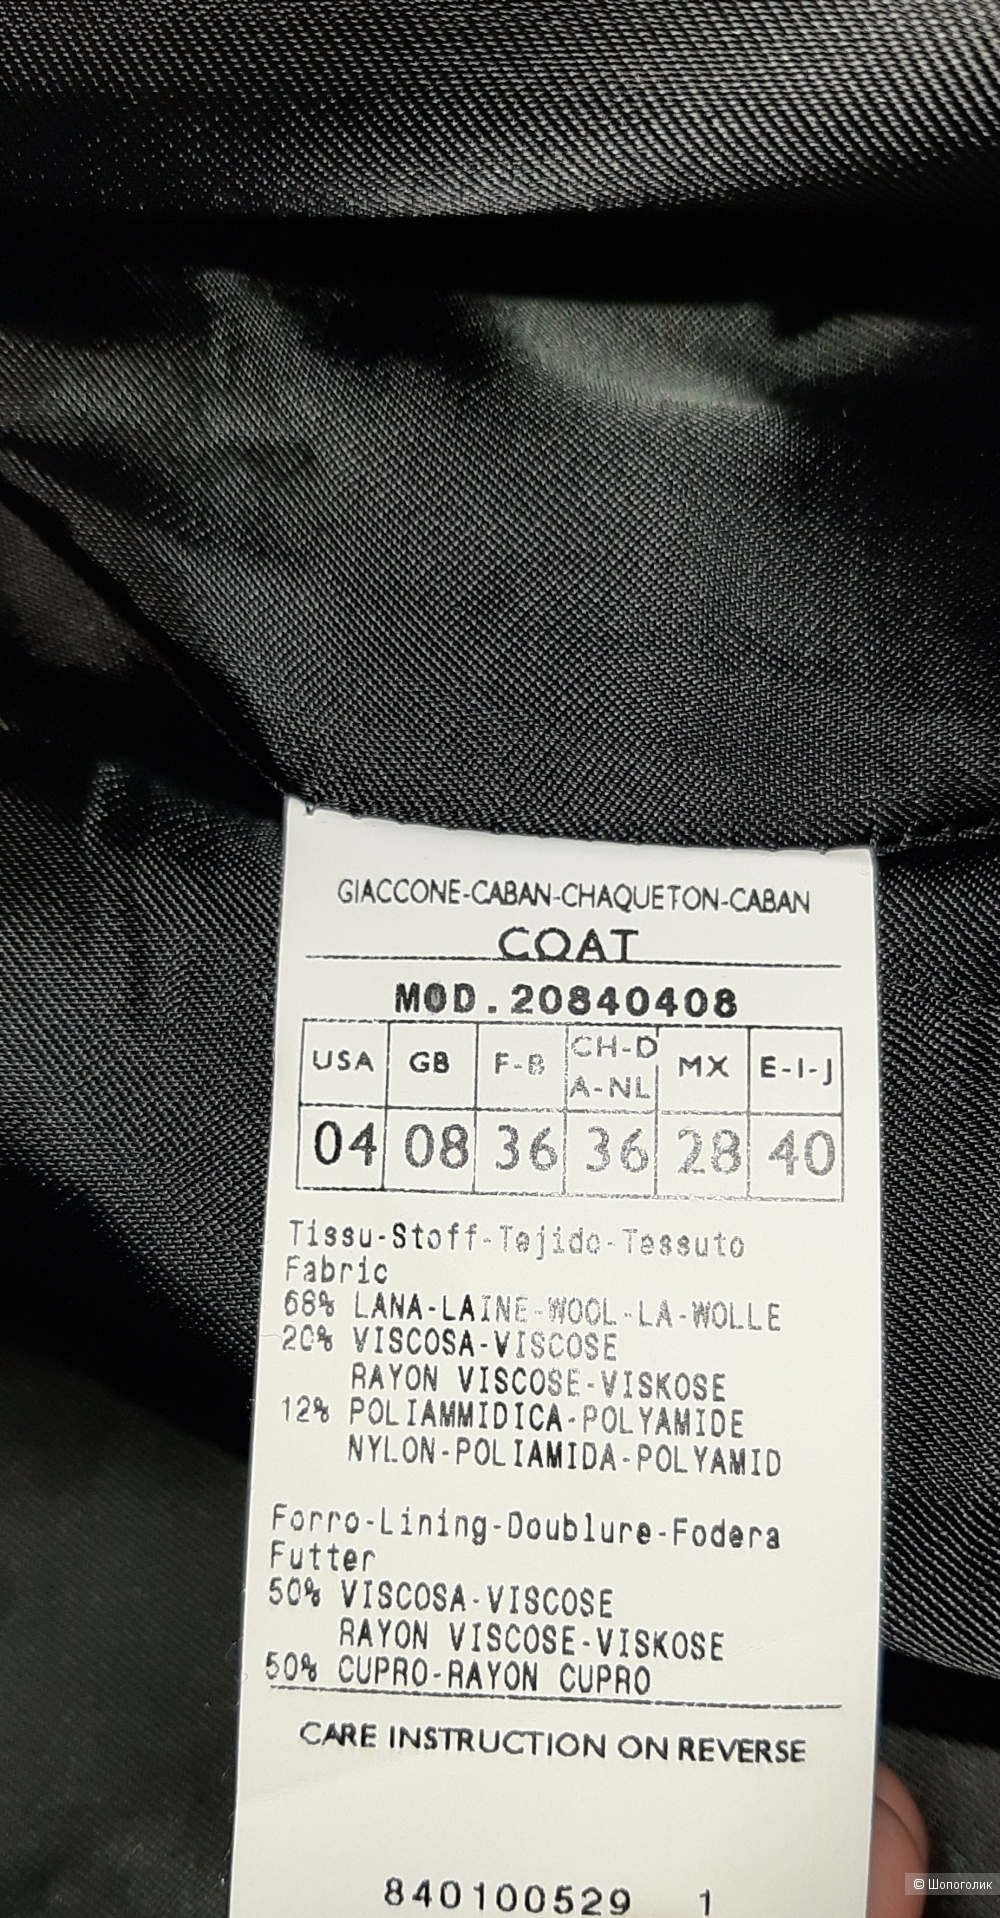 GIACCONE-CABAN-CHAQUETON-CABAN
COAT
MOD.20840408
USA GB F-B CH-D A-NL MX E-I-J
04 08 36 36 28 40
Tissu-Stoff-Tejido-Tessuto
Fabric
68% LANA-LAINE-WOOL-LA-WOLLE
20% VISCOSA-VISCOSE
RAYON VISCOSE-VISKOSE
12% POLIAMMIDICA-POLYAMIDE
NYLON-POLIAMIDA-POLYAMID
Forro-Lining-Doublure-Fodera
Futter
50% VISCOSA-VISCOSE
RAYON VISCOSE-VISKOSE
50% CUPRO-RAYON CUPRO
CARE INSTRUCTION ON REVERSE
840100529 1
© Шопоголик